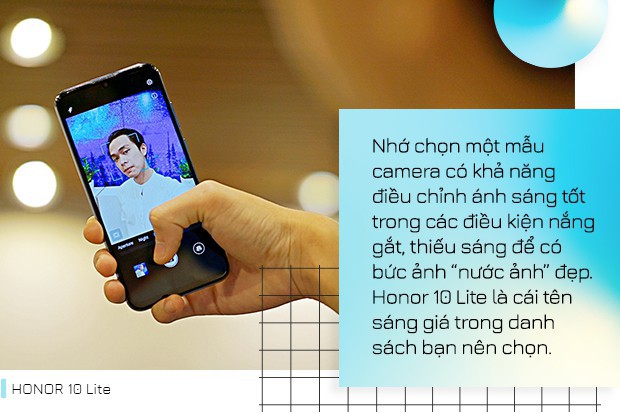 Aperture Night
Nhớ chọn một mẫu
camera có khả năng
điều chỉnh ánh sáng tốt
trong các điều kiện nắng
gắt, thiếu sáng để có
bức ảnh “nước ảnh” đẹp.
Honor 10 Lite là cái tên
sáng giá trong danh
sách bạn nên chọn.
HONOR 10 Lite